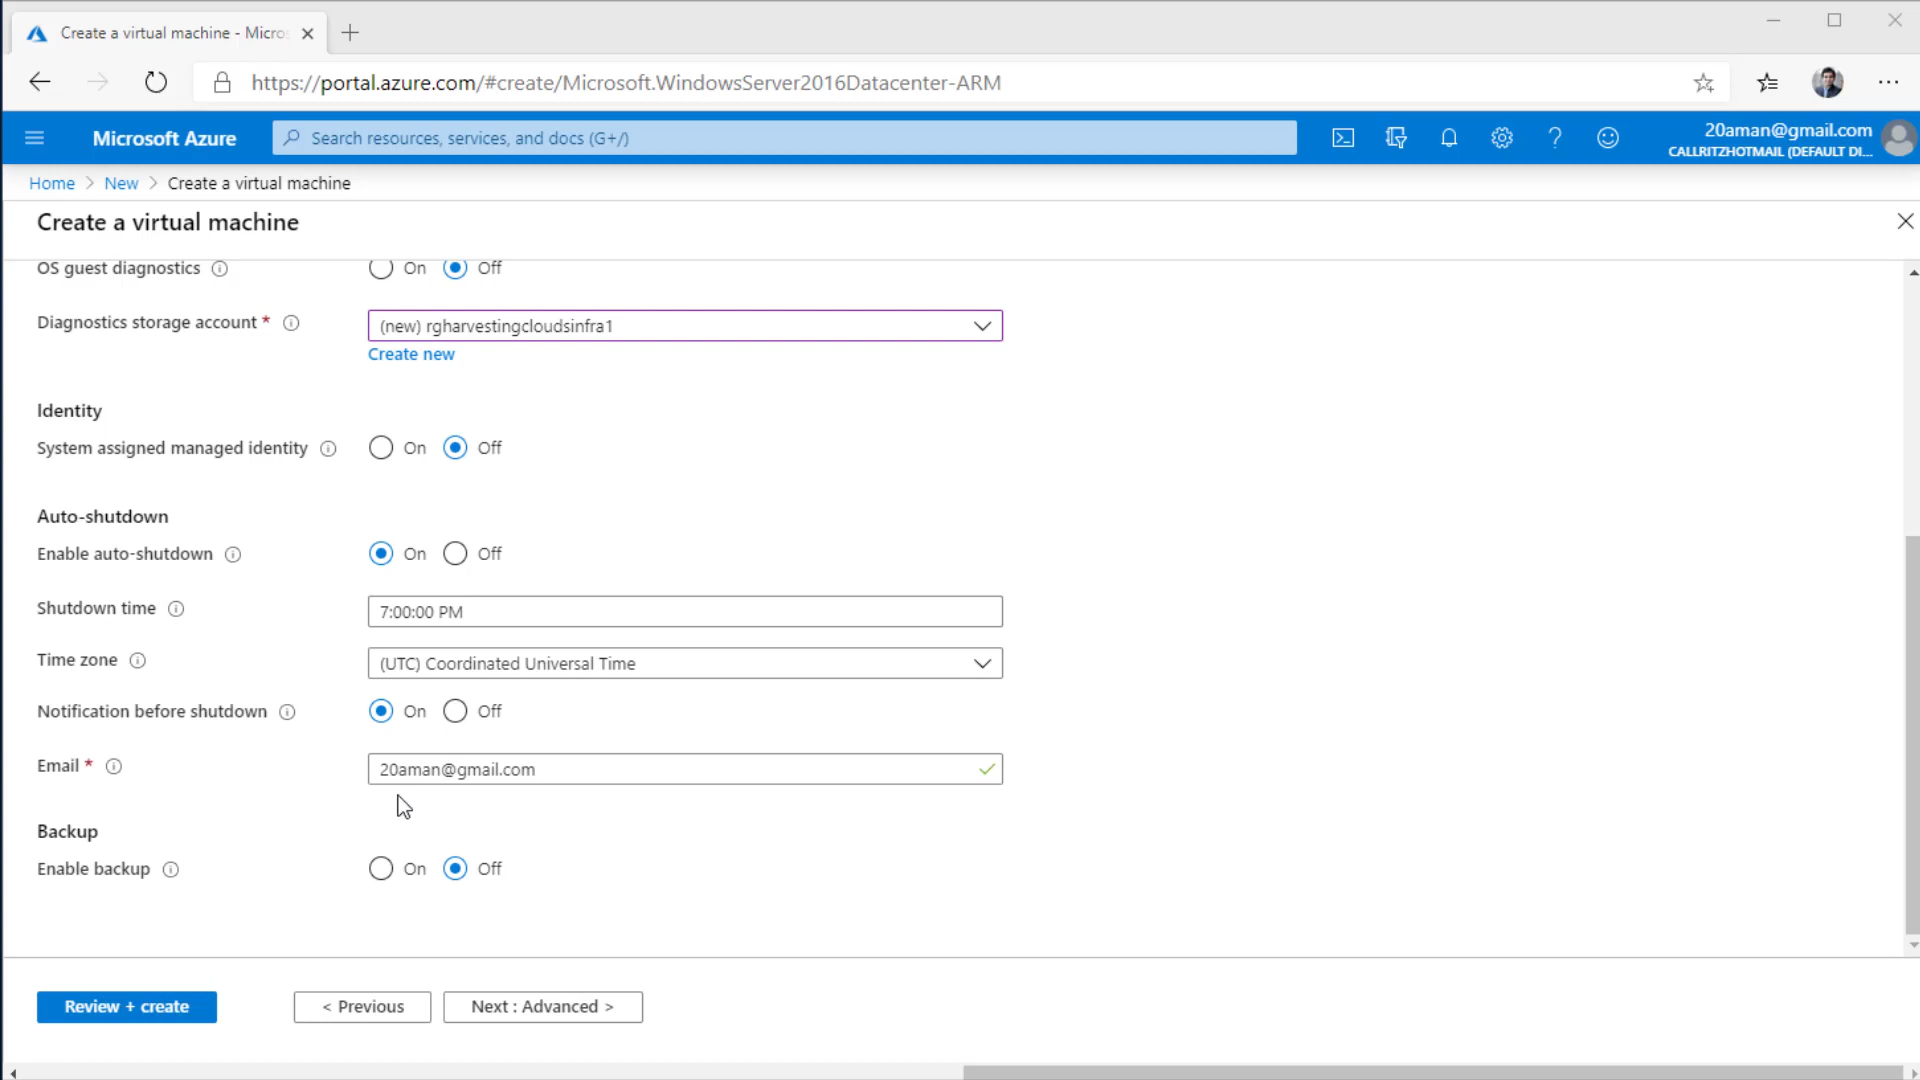 Create a virtual machine - Micros
https://portal.azure.com/#create/Microsoft.WindowsServer2016Datacenter-ARM
Microsoft Azure
Search resources, services, and docs (G+/)
20aman@gmail.com
CALLRITZHOTMAIL (DEFAULT DI...
Home > New > Create a virtual machine
Create a virtual machine
OS guest diagnostics On Off
Diagnostics storage account * (new) rgharvestingcloudsinfra1
Create new
Identity
System assigned managed identity On Off
Auto-shutdown
Enable auto-shutdown On Off
Shutdown time 7:00:00 PM
Time zone (UTC) Coordinated Universal Time
Notification before shutdown On Off
Email * 20aman@gmail.com
Backup
Enable backup On Off
Review + create < Previous Next : Advanced >